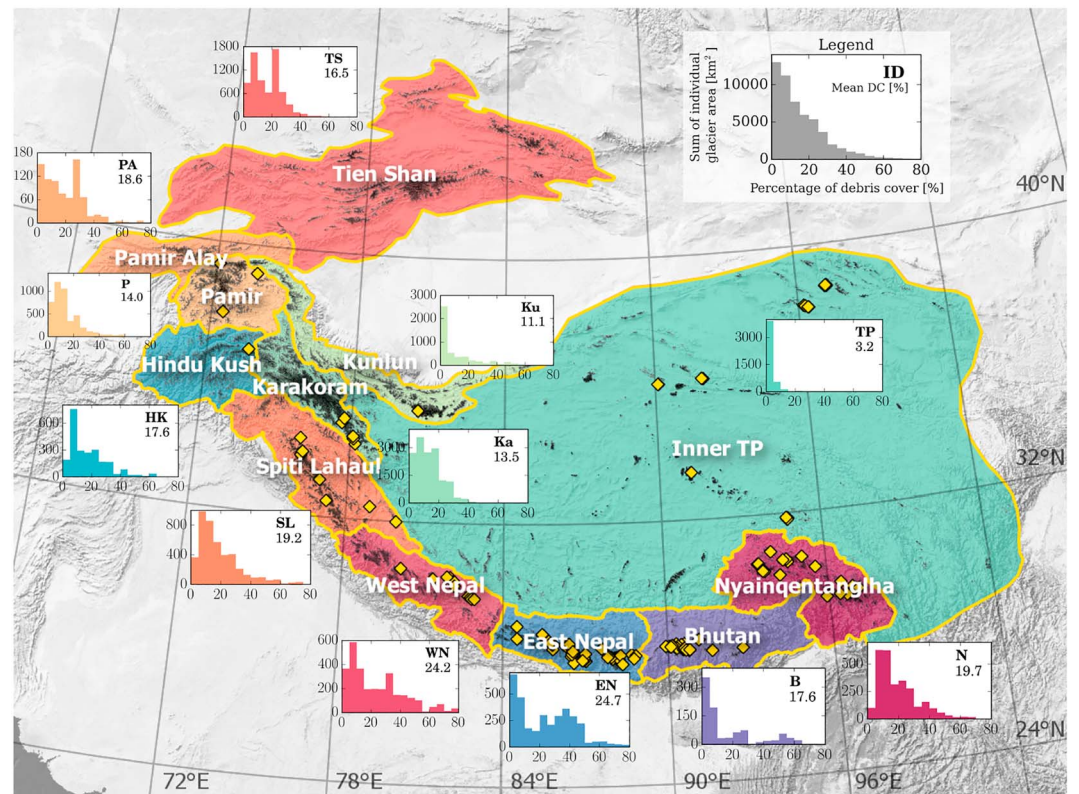 Legend
Sum of individual
glacier area [km²
10000
5000
0
ID
Mean DC [%]
0 20 40 60 80
Percentage of debris cover [%]
1800
1200
600
0
TS
16.5
0 20 40 60 80
180
120
60
0
PA
18.6
0 20 40 60 80
Tien Shan
40°N
Pamir Alay
1000
500
0
P
14.0
0 20 40 60 80
Pamir
3000
2000
1000
0
Ku
11.1
0 20 40 60 80
3000
1500
0
TP
3.2
0 20 40 60 80
Hindu Kush
Kunlun
Karakoram
600
300
0
HK
17.6
0 20 40 60 80
3000
1500
0
Ka
13.5
0 20 40 60 80
Inner TP
32°N
Spiti Lahaul
800
400
0
SL
19.2
0 20 40 60 80
West Nepal
Nyainqentanglha
East Nepal
Bhutan
600
400
200
0
WN
24.2
0 20 40 60 80
500
250
0
EN
24.7
0 20 40 60 80
300
150
0
B
17.6
0 20 40 60 80
500
250
0
N
19.7
0 20 40 60 80
24°N
72°E
78°E
84°E
90°E
96°E